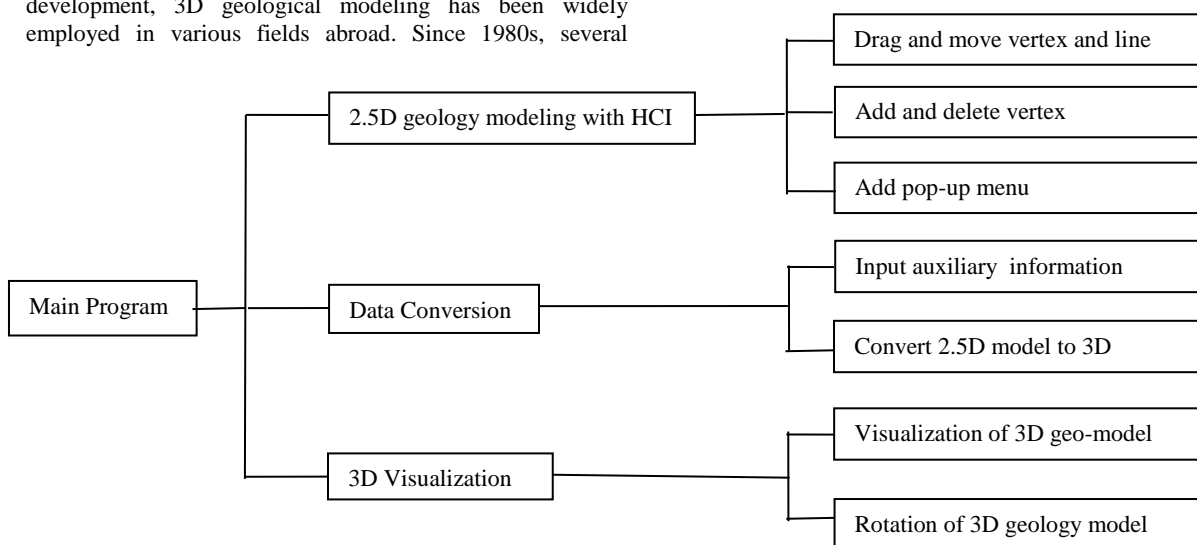 development, 3D geological modeling has been widely
employed in various fields abroad. Since 1980s, several
Drag and move vertex and line
2.5D geology modeling with HCI
Add and delete vertex
Add pop-up menu
Input auxiliary information
Main Program
Data Conversion
Convert 2.5D model to 3D
Visualization of 3D geo-model
3D Visualization
Rotation of 3D geology model